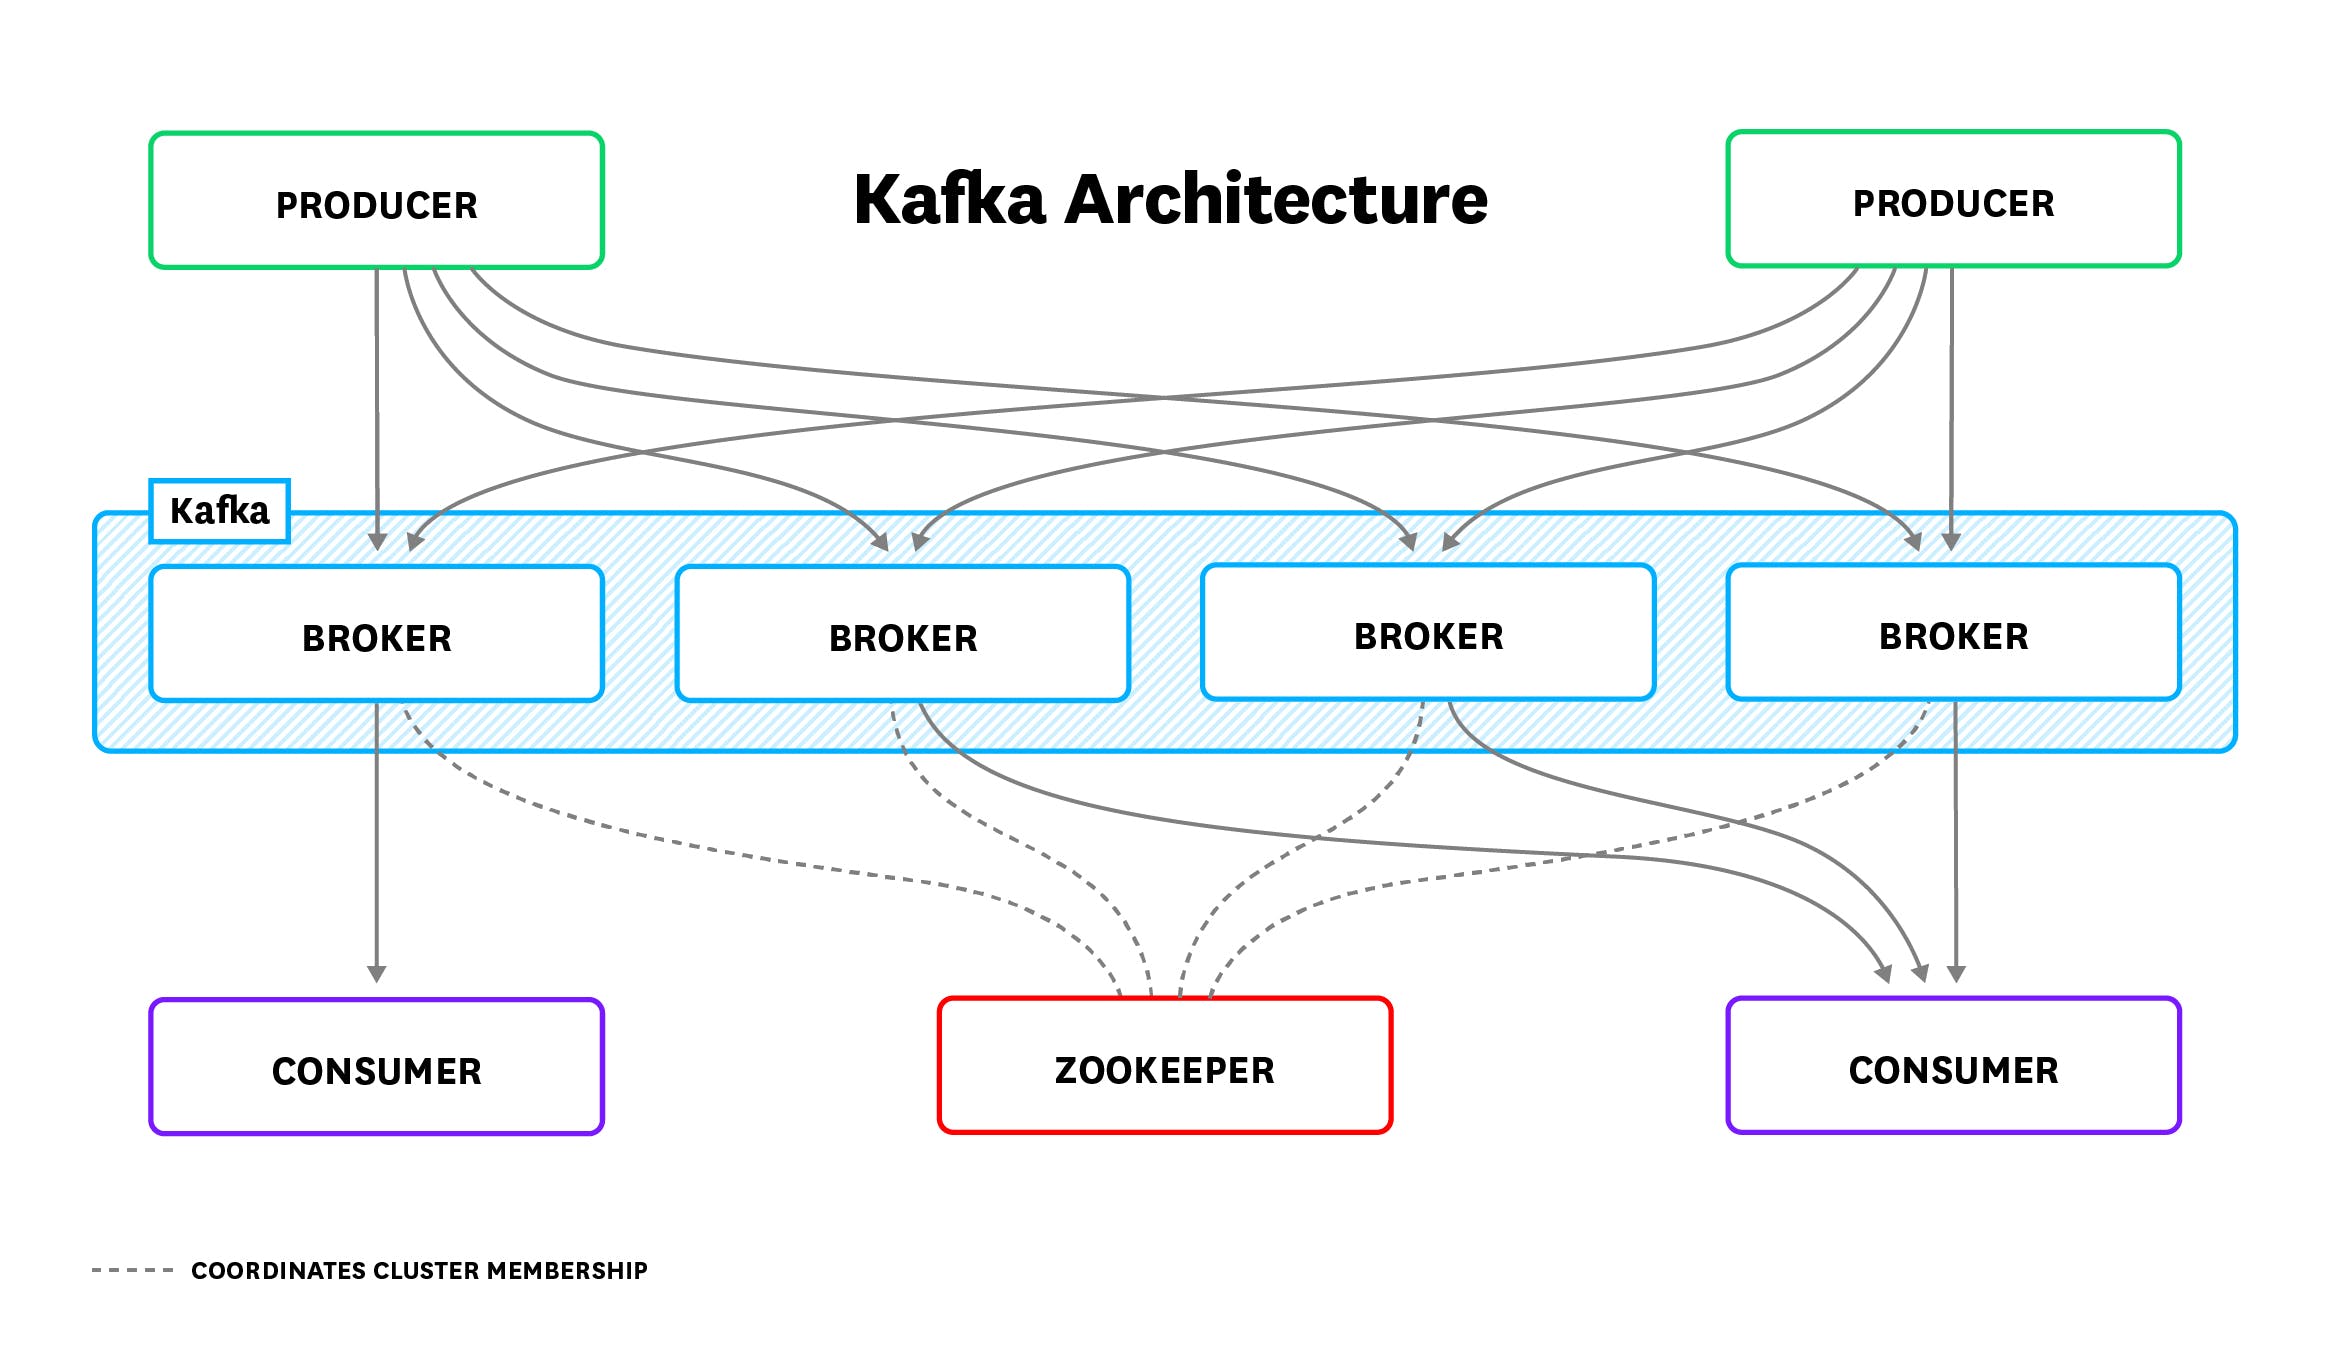 PRODUCER
Kafka Architecture
PRODUCER
Kafka
BROKER
BROKER
BROKER
BROKER
CONSUMER
ZOOKEEPER
CONSUMER
COORDINATES CLUSTER MEMBERSHIP